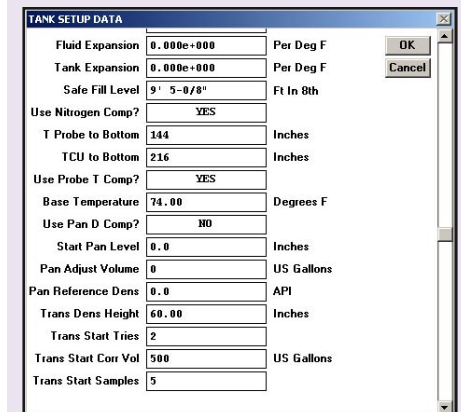 TANK SETUP DATA
Fluid Expansion 0.000e+000 Per Deg F OK
Tank Expansion 0.000e+000 Per Deg F Cancel
Safe Fill Level 9' 5-0/8" Ft In 8th
Use Nitrogen Comp? YES
T Probe to Bottom 144 Inches
TCU to Bottom 216 Inches
Use Probe T Comp? YES
Base Temperature 74.00 Degrees F
Use Pan D Comp? NO
Start Pan Level 0.0 Inches
Pan Adjust Volume 0 US Gallons
Pan Reference Dens 0.0 API
Trans Dens Height 60.00 Inches
Trans Start Tries 2
Trans Start Corr Vol 500 US Gallons
Trans Start Samples 5